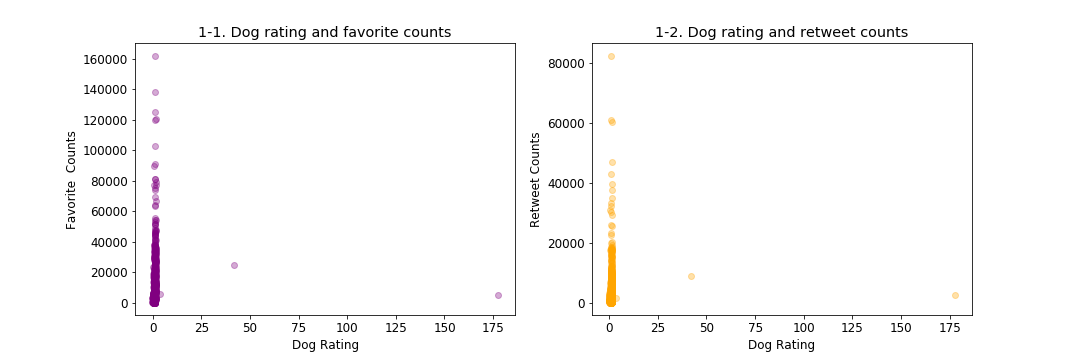 1-1. Dog rating and favorite counts
160000
140000
120000
100000
80000
60000
40000
20000
0
Favorite  Counts
0 25 50 75 100 125 150 175
Dog Rating
1-2. Dog rating and retweet counts
80000
60000
40000
20000
0
Retweet Counts
0 25 50 75 100 125 150 175
Dog Rating